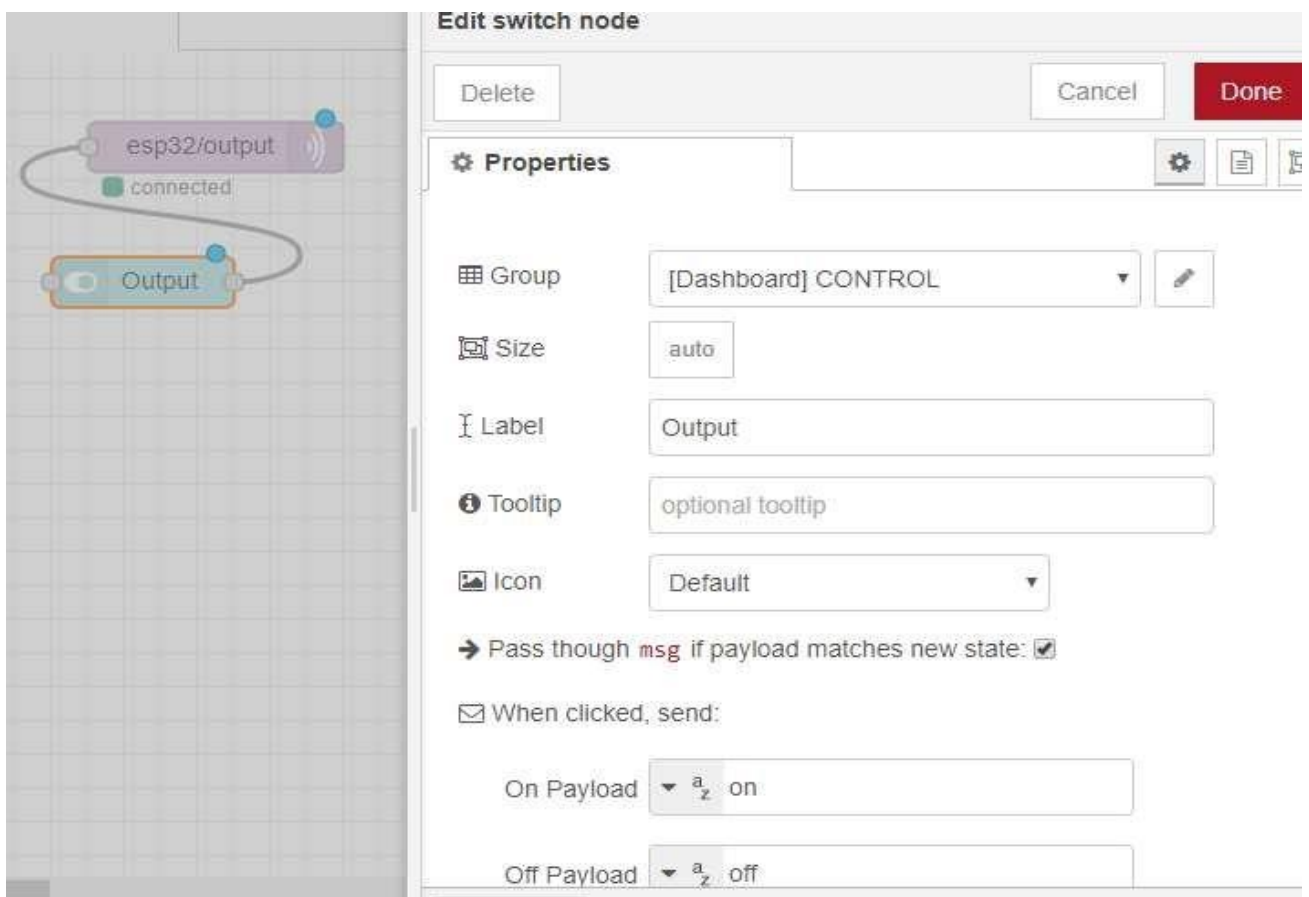 Edit switch node
Delete
Cancel
Done
esp32/output
connected
Properties
Output
Group
[Dashboard] CONTROL
Size
auto
Label
Output
Tooltip
optional tooltip
Icon
Default
Pass though msg if payload matches new state:
When clicked, send:
On Payload
a z on
Off Payload
a z off